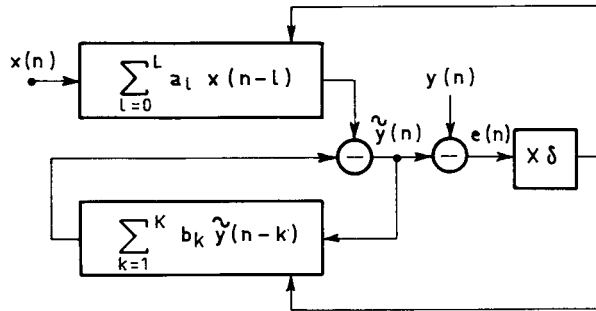 x(n)
L
∑ a_l x(n-l)
l=0
y(n)
ỹ(n)
e(n)
−
−
X δ
K
∑ b_k ỹ(n-k)
k=1